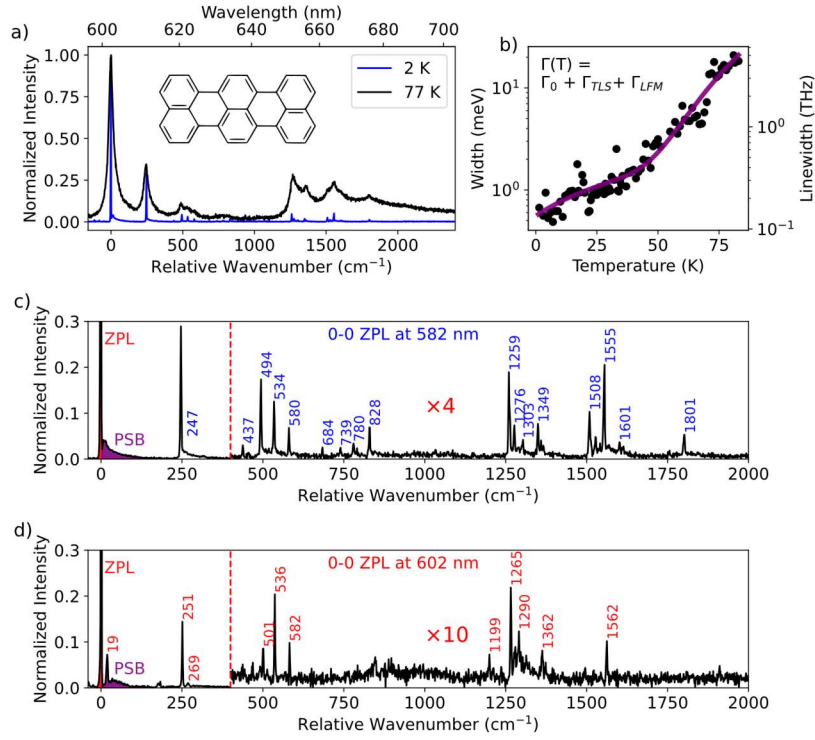 Wavelength (nm)
600 620 640 660 680 700
a)
Normalized Intensity
1.00
0.75
0.50
0.25
0.00
2 K
77 K
0 500 1000 1500 2000
Relative Wavenumber (cm⁻¹)
b)
Γ(T) =
Γ₀ + Γ_TLS + Γ_LFM
Width (meV)
10¹
10⁰
Linewidth (THz)
10⁰
10⁻¹
0 25 50 75
Temperature (K)
c)
Normalized Intensity
0.3
0.2
0.1
0.0
ZPL
PSB
0-0 ZPL at 582 nm
×4
247 437 494 534 580 684 739 780 828 1259 1276 1303 1349 1508 1555 1601 1801
0 250 500 750 1000 1250 1500 1750 2000
Relative Wavenumber (cm⁻¹)
d)
Normalized Intensity
0.3
0.2
0.1
0.0
ZPL
PSB
0-0 ZPL at 602 nm
×10
19 251 269 501 536 582 1199 1265 1290 1362 1562
0 250 500 750 1000 1250 1500 1750 2000
Relative Wavenumber (cm⁻¹)